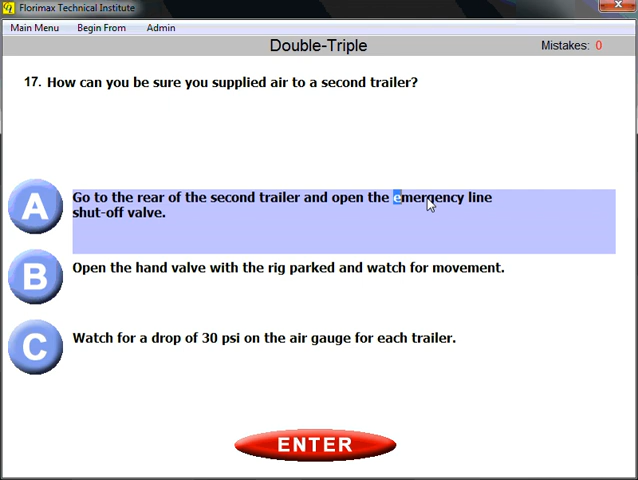 Florimax Technical Institute
Main Menu Begin From Admin
Double-Triple Mistakes: 0
17. How can you be sure you supplied air to a second trailer?
A Go to the rear of the second trailer and open the emergency line
shut-off valve.
B Open the hand valve with the rig parked and watch for movement.
C Watch for a drop of 30 psi on the air gauge for each trailer.
ENTER